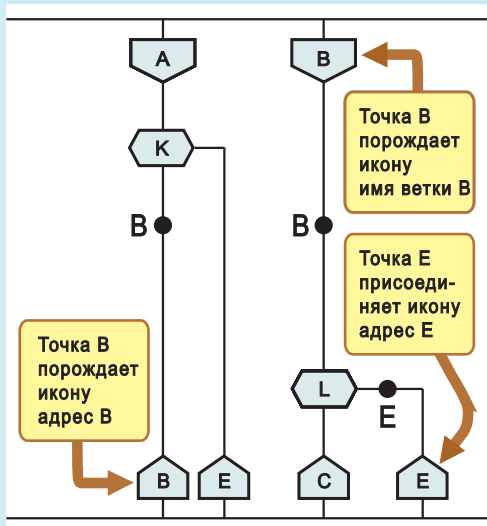 A
B
K
Точка В
порождает
икону
имя ветки В
В
В
Точка Е
присоеди-
няет икону
адрес Е
Точка В
порождает
икону
адрес В
L
E
B
E
C
E